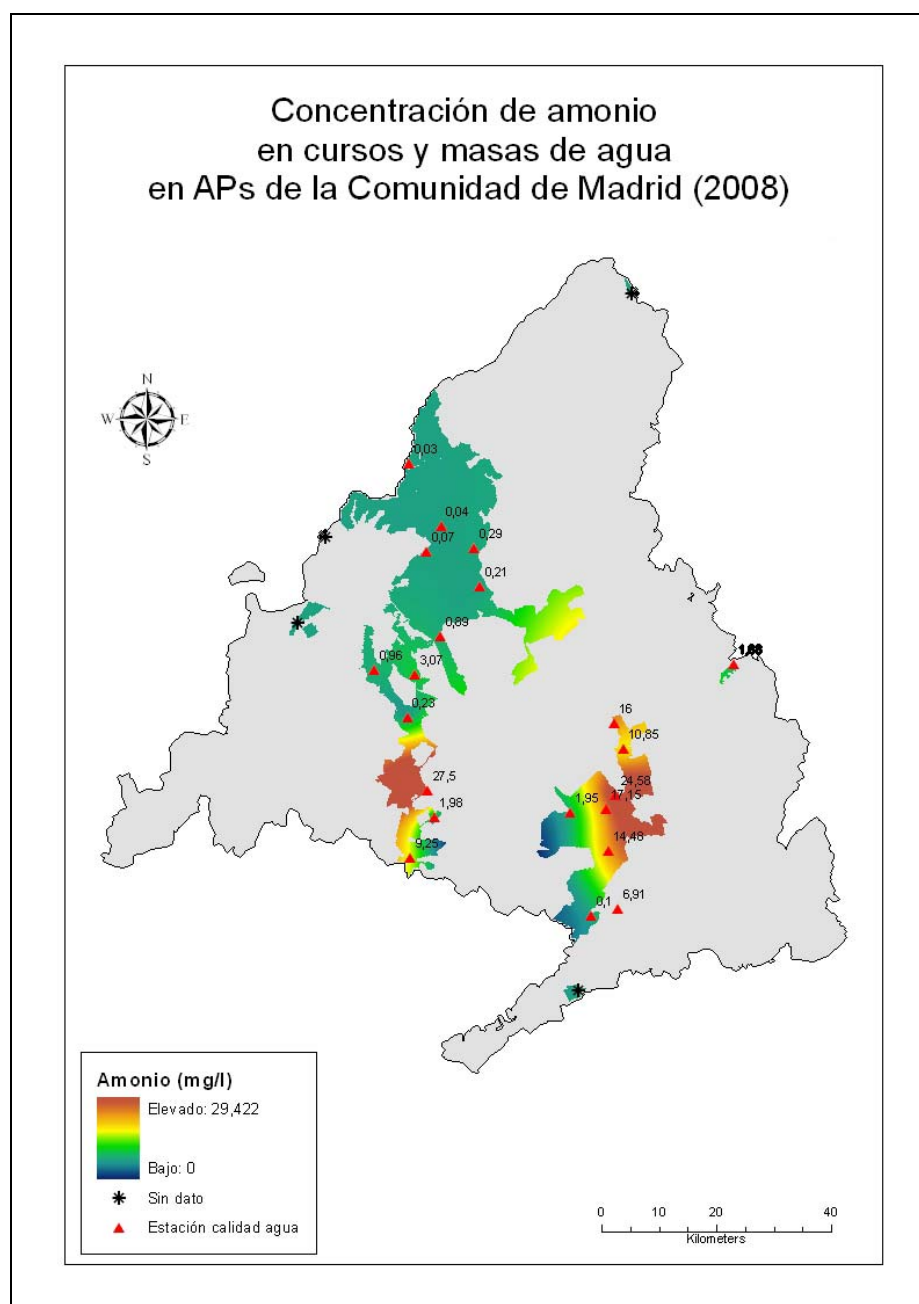 Concentración de amonio
en cursos y masas de agua
en APs de la Comunidad de Madrid (2008)
N
W E
S
0,03
0,04
0,07
0,29
0,21
0,89
0,96
3,07
0,23
16
10,85
27,5
24,58
1,98
1,95
17,15
14,48
9,25
6,91
0,1
Amonio (mg/l)
Elevado: 29,422
Bajo: 0
Sin dato
Estación calidad agua
0 10 20 40
Kilometers